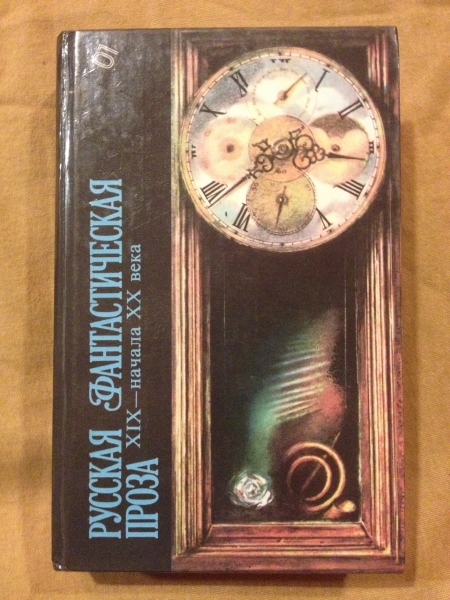 РУССКАЯ ФАНТАСТИЧЕСКАЯ
ПРОЗА XIX—начала XX века